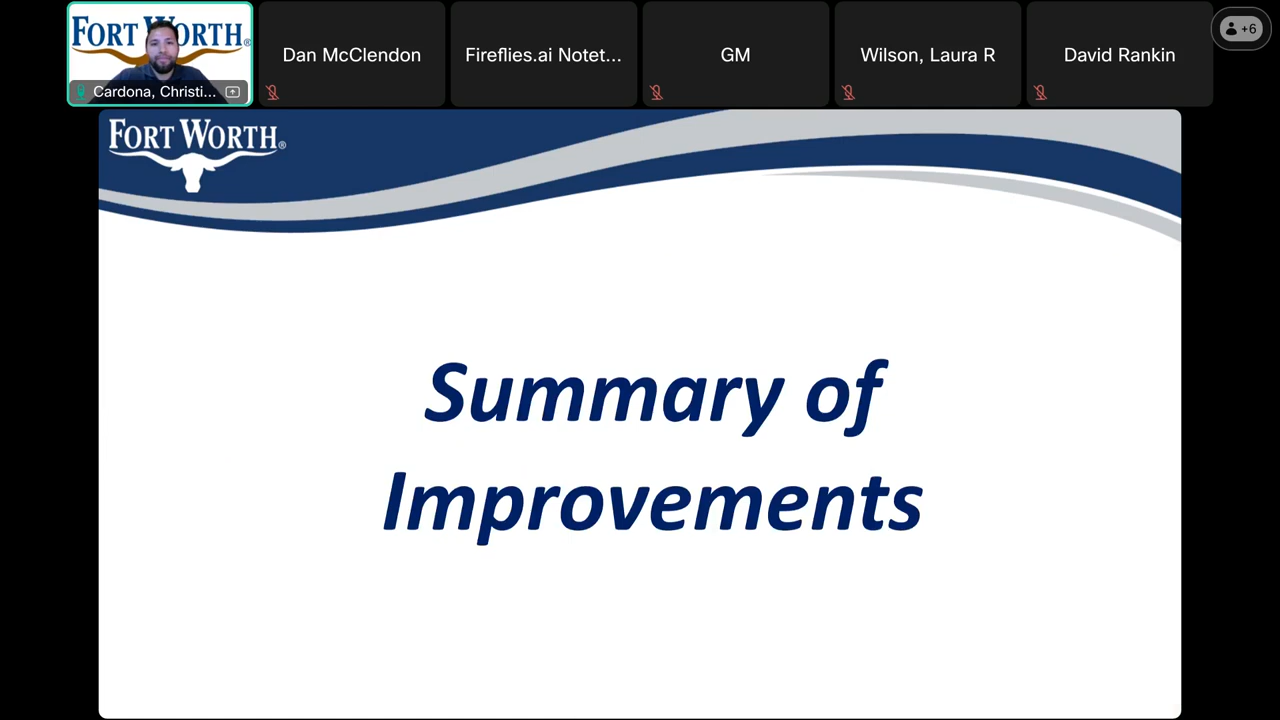 FORT WORTH®
Cardona, Christi...
Dan McClendon
Fireflies.ai Notet...
GM
Wilson, Laura R
David Rankin
+6
FORT WORTH®
Summary of
Improvements